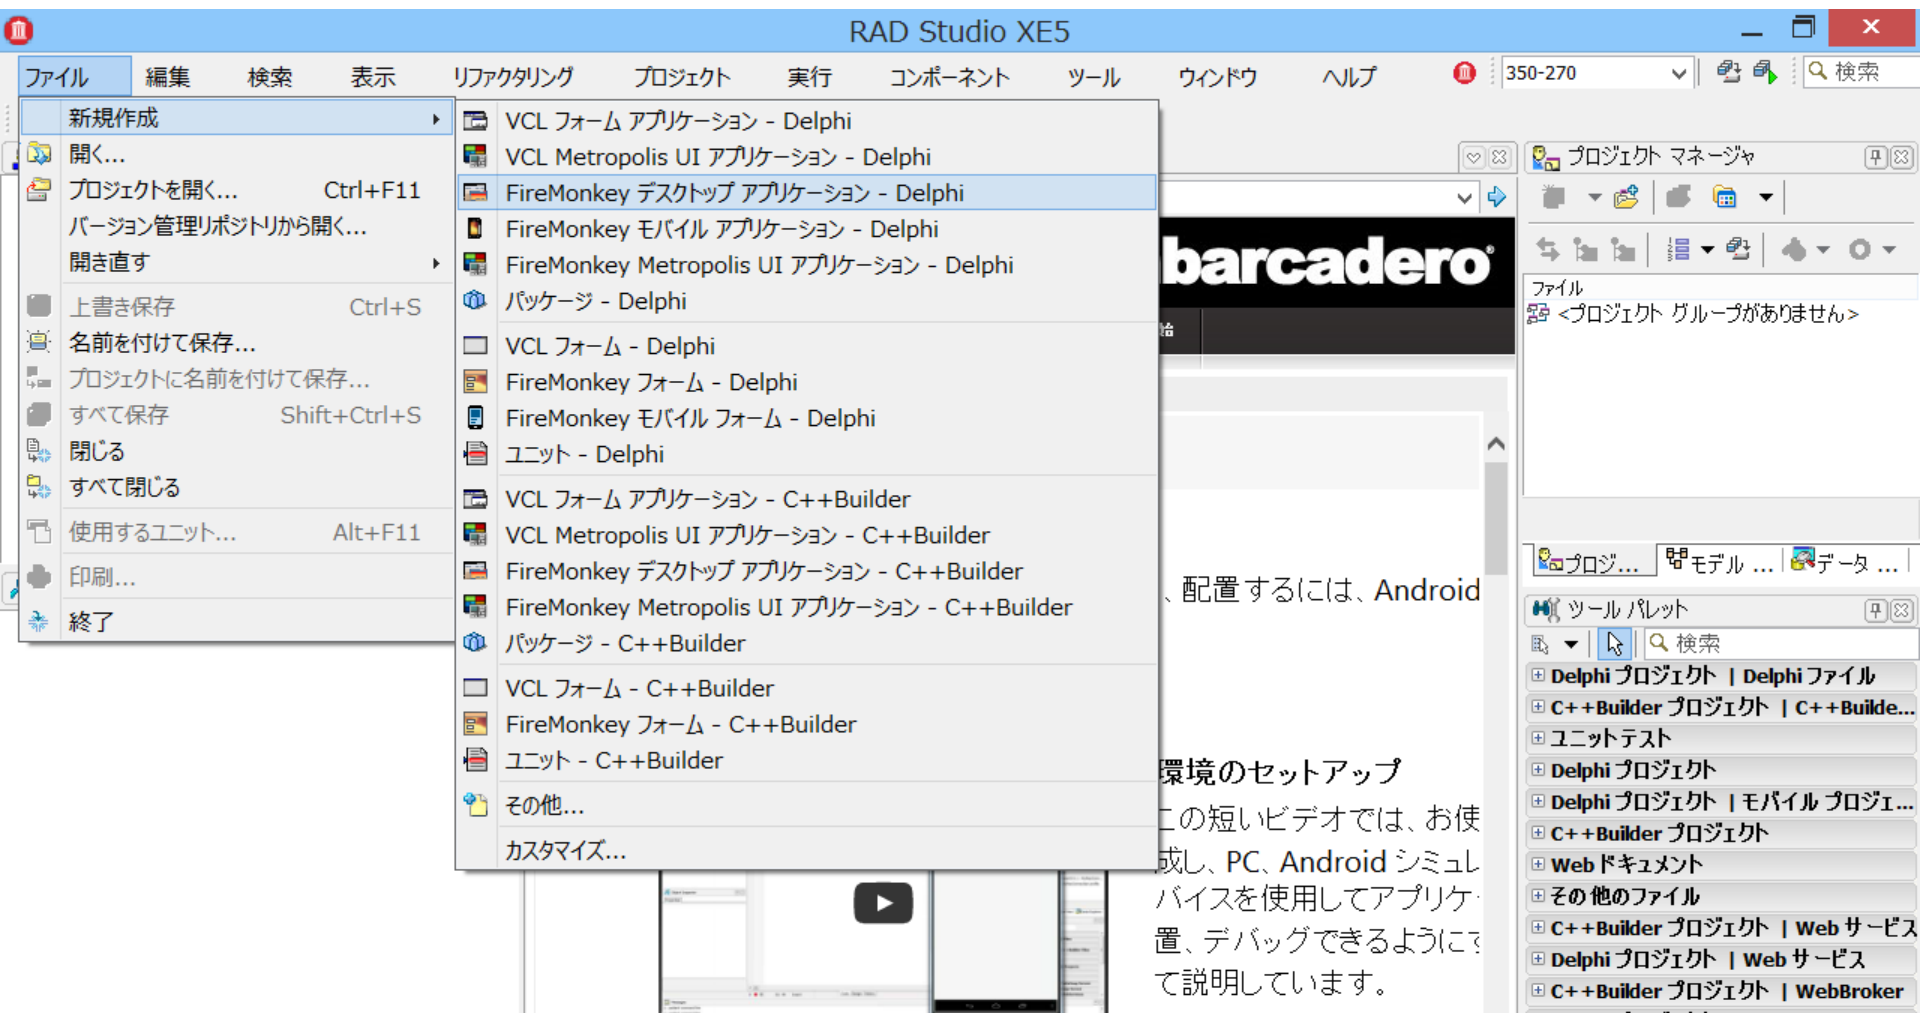 RAD Studio XE5
ファイル 編集 検索 表示 リファクタリング プロジェクト 実行 コンポーネント ツール ウィンドウ ヘルプ 350-270 検索
新規作成
開く...
プロジェクトを開く... Ctrl+F11
バージョン管理リポジトリから開く...
開き直す
上書き保存 Ctrl+S
名前を付けて保存...
プロジェクトに名前を付けて保存...
すべて保存 Shift+Ctrl+S
閉じる
すべて閉じる
使用するユニット... Alt+F11
印刷...
終了
VCL フォーム アプリケーション - Delphi
VCL Metropolis UI アプリケーション - Delphi
FireMonkey デスクトップ アプリケーション - Delphi
FireMonkey モバイル アプリケーション - Delphi
FireMonkey Metropolis UI アプリケーション - Delphi
パッケージ - Delphi
VCL フォーム - Delphi
FireMonkey フォーム - Delphi
FireMonkey モバイル フォーム - Delphi
ユニット - Delphi
VCL フォーム アプリケーション - C++Builder
VCL Metropolis UI アプリケーション - C++Builder
FireMonkey デスクトップ アプリケーション - C++Builder
FireMonkey Metropolis UI アプリケーション - C++Builder
パッケージ - C++Builder
VCL フォーム - C++Builder
FireMonkey フォーム - C++Builder
ユニット - C++Builder
その他...
カスタマイズ...
barcadero
始
、配置するには、Android
環境のセットアップ
この短いビデオでは、お使
成し、PC、Android シミュレ
バイスを使用してアプリケ
置、デバッグできるように
て説明しています。
プロジェクト マネージャ
ファイル
<プロジェクト グループがありません>
プロジ... モデル ... データ ...
ツール パレット
検索
Delphi プロジェクト | Delphi ファイル
C++Builder プロジェクト | C++Builde...
ユニット テスト
Delphi プロジェクト
Delphi プロジェクト | モバイル プロジェ...
C++Builder プロジェクト
Web ドキュメント
その他のファイル
C++Builder プロジェクト | Web サービス
Delphi プロジェクト | Web サービス
C++Builder プロジェクト | WebBroker